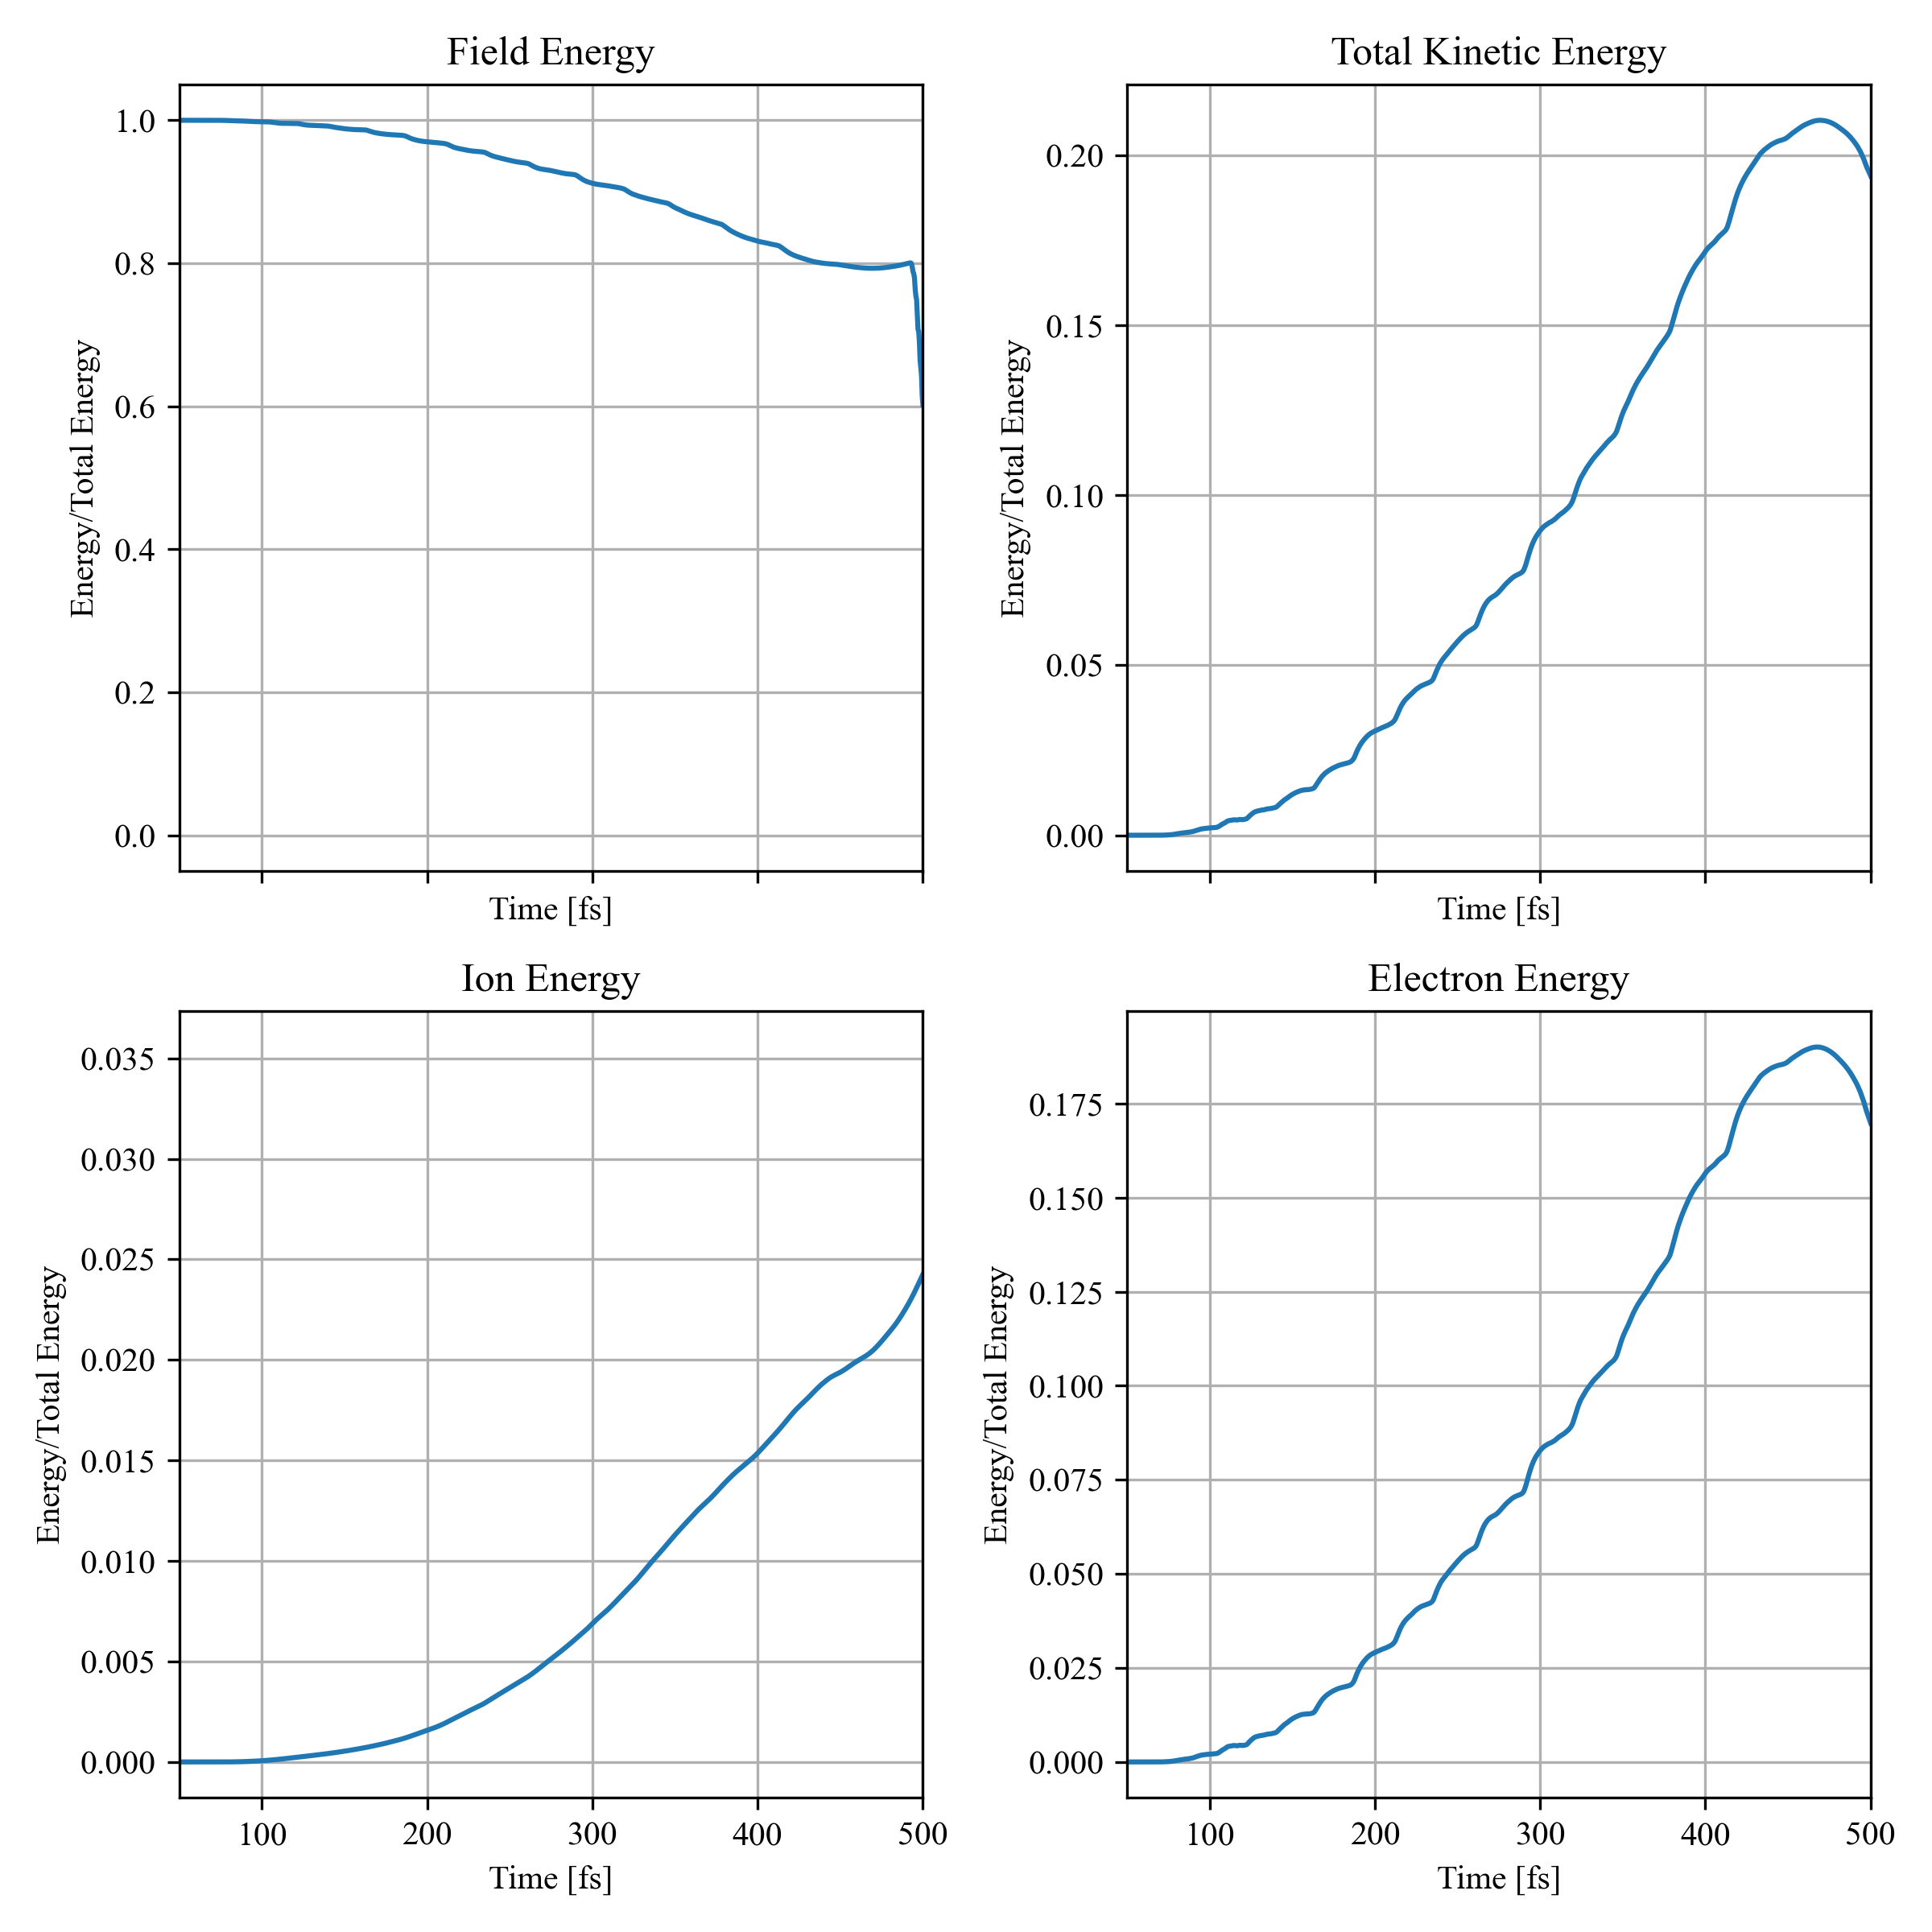 Field Energy
Energy/Total Energy
1.0
0.8
0.6
0.4
0.2
0.0
Time [fs]
Total Kinetic Energy
Energy/Total Energy
0.20
0.15
0.10
0.05
0.00
Time [fs]
Ion Energy
Energy/Total Energy
0.035
0.030
0.025
0.020
0.015
0.010
0.005
0.000
100 200 300 400 500
Time [fs]
Electron Energy
Energy/Total Energy
0.175
0.150
0.125
0.100
0.075
0.050
0.025
0.000
100 200 300 400 500
Time [fs]